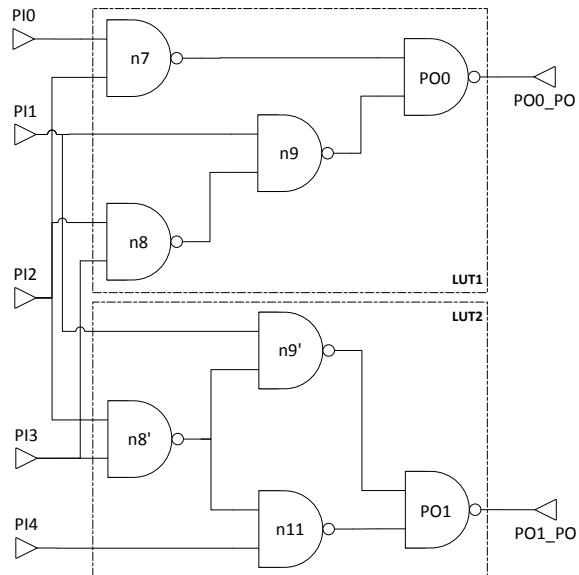 PI0
n7
PO0
PO0_PO
PI1
n9
n8
PI2
LUT1
LUT2
n9'
PI3
n8'
PO1
PI4
n11
PO1_PO